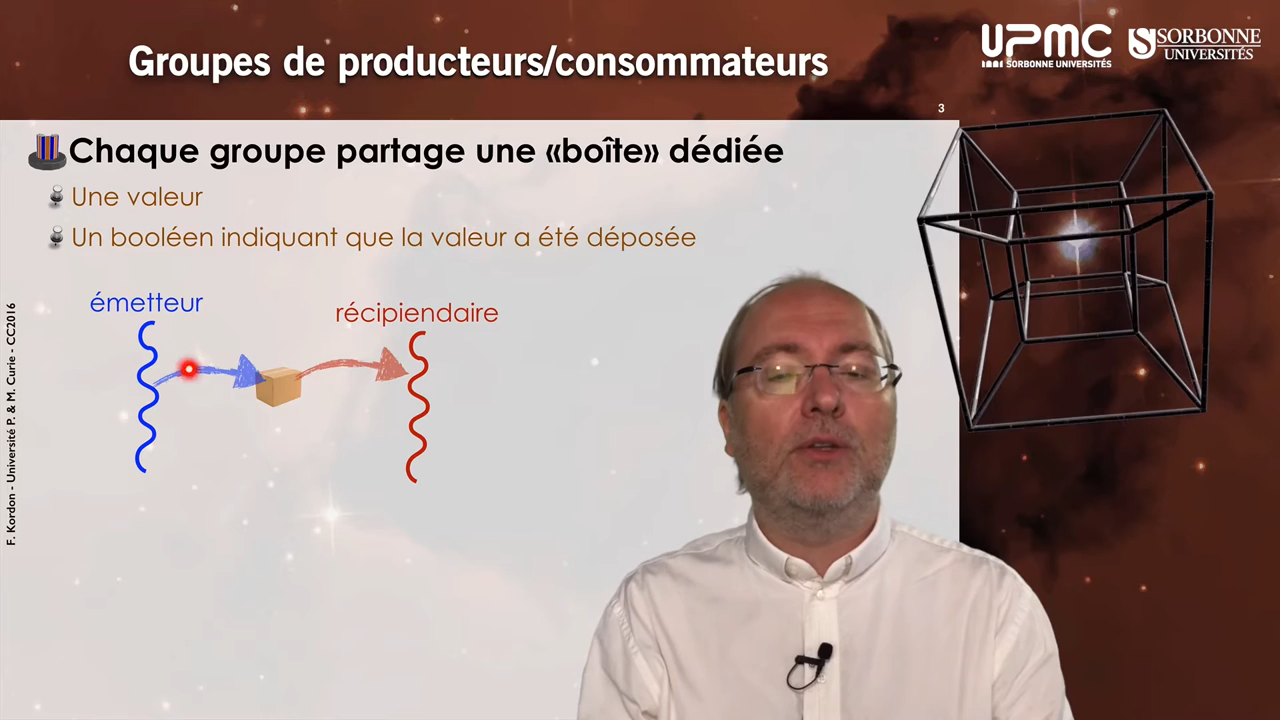 Groupes de producteurs/consommateurs
UPMC
SORBONNE UNIVERSITÉS
SORBONNE
UNIVERSITÉS
3
Chaque groupe partage une «boîte» dédiée
Une valeur
Un booléen indiquant que la valeur a été déposée
émetteur
récipiendaire
F. Kordon - Université P. & M. Curie - CC2016